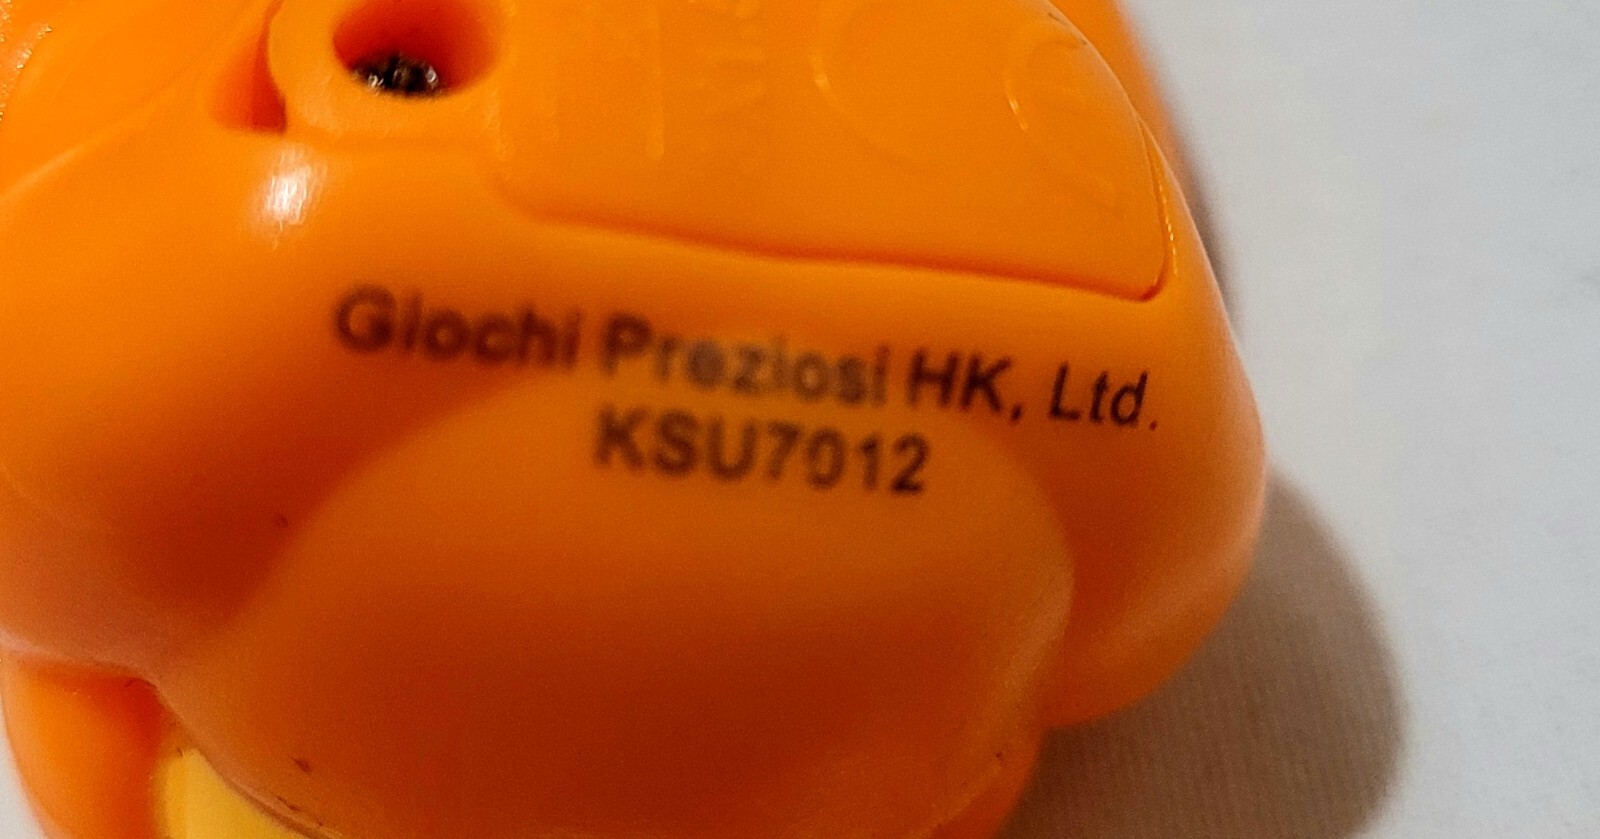 Giochi Preziosi HK, Ltd.
KSU7012